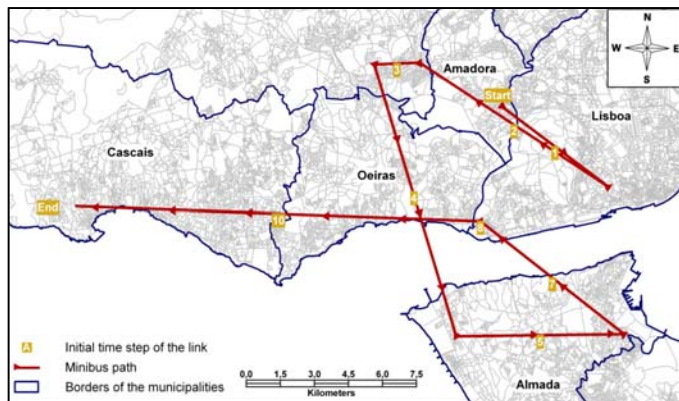 N
W E
S
Amadora
3
Start
Lisboa
2
1
Cascais
Oeiras
4
End
10
7
5
Almada
A Initial time step of the link
Minibus path
Borders of the municipalities
0,0 1,5 3,0 4,5 6,0 7,5
Kilometers